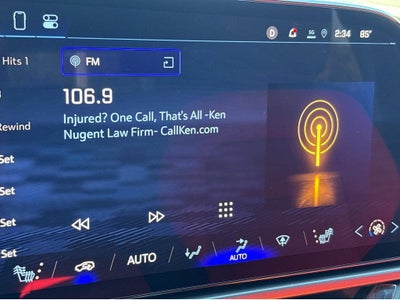 D 5G 2:34 85°
Hits 1
FM
106.9
Injured? One Call, That's All -Ken
Nugent Law Firm- CallKen.com
Rewind
Set
Set
Set
Set
AUTO
AUTO